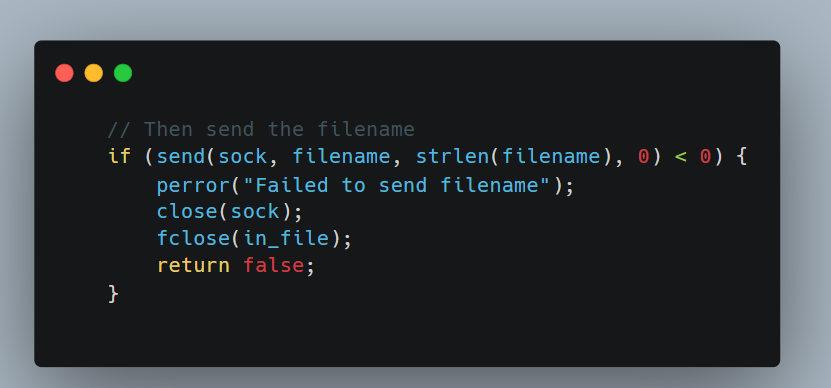 // Then send the filename
if (send(sock, filename, strlen(filename), 0) < 0) {
    perror("Failed to send filename");
    close(sock);
    fclose(in_file);
    return false;
}